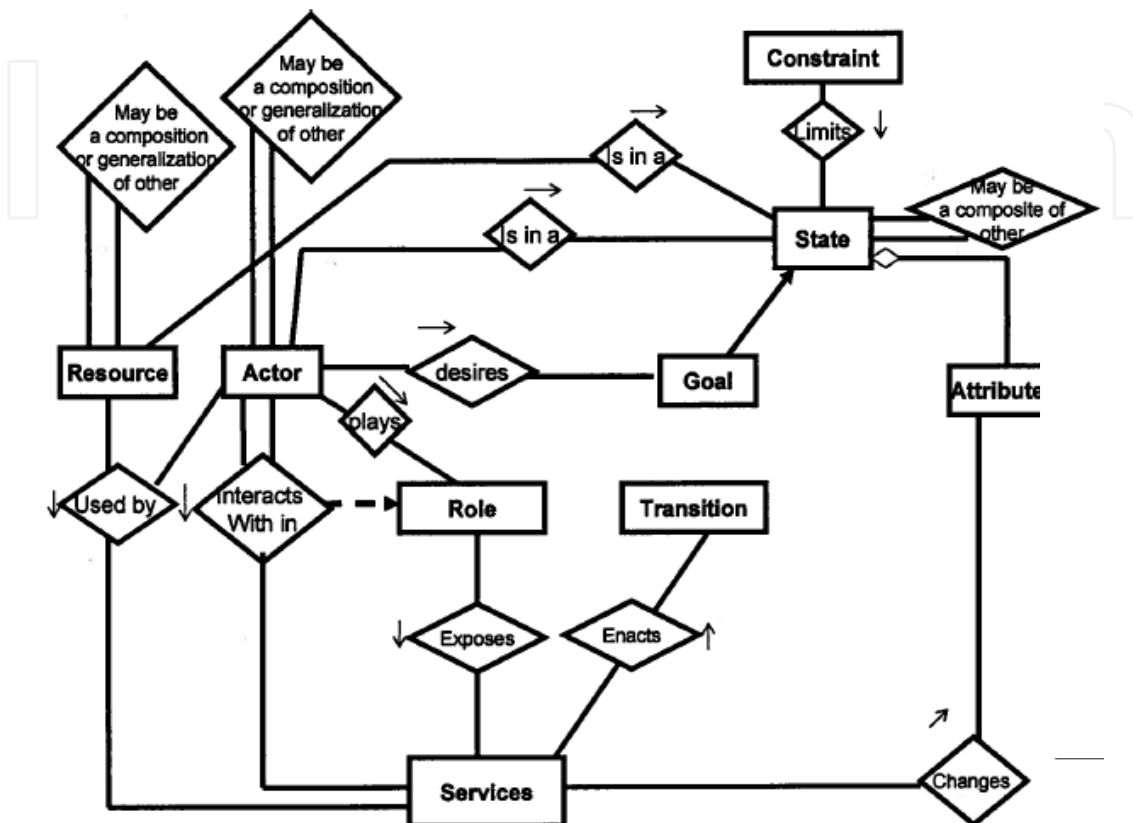 Constraint
May be
a composition
or generalization
of other
May be
a composition
or generalization
of other
Limits
Is in a
May be
a composite of
other
Is in a
State
Resource
Actor
desires
Goal
Attribute
plays
Used by
Interacts
With in
Role
Transition
Exposes
Enacts
Services
Changes